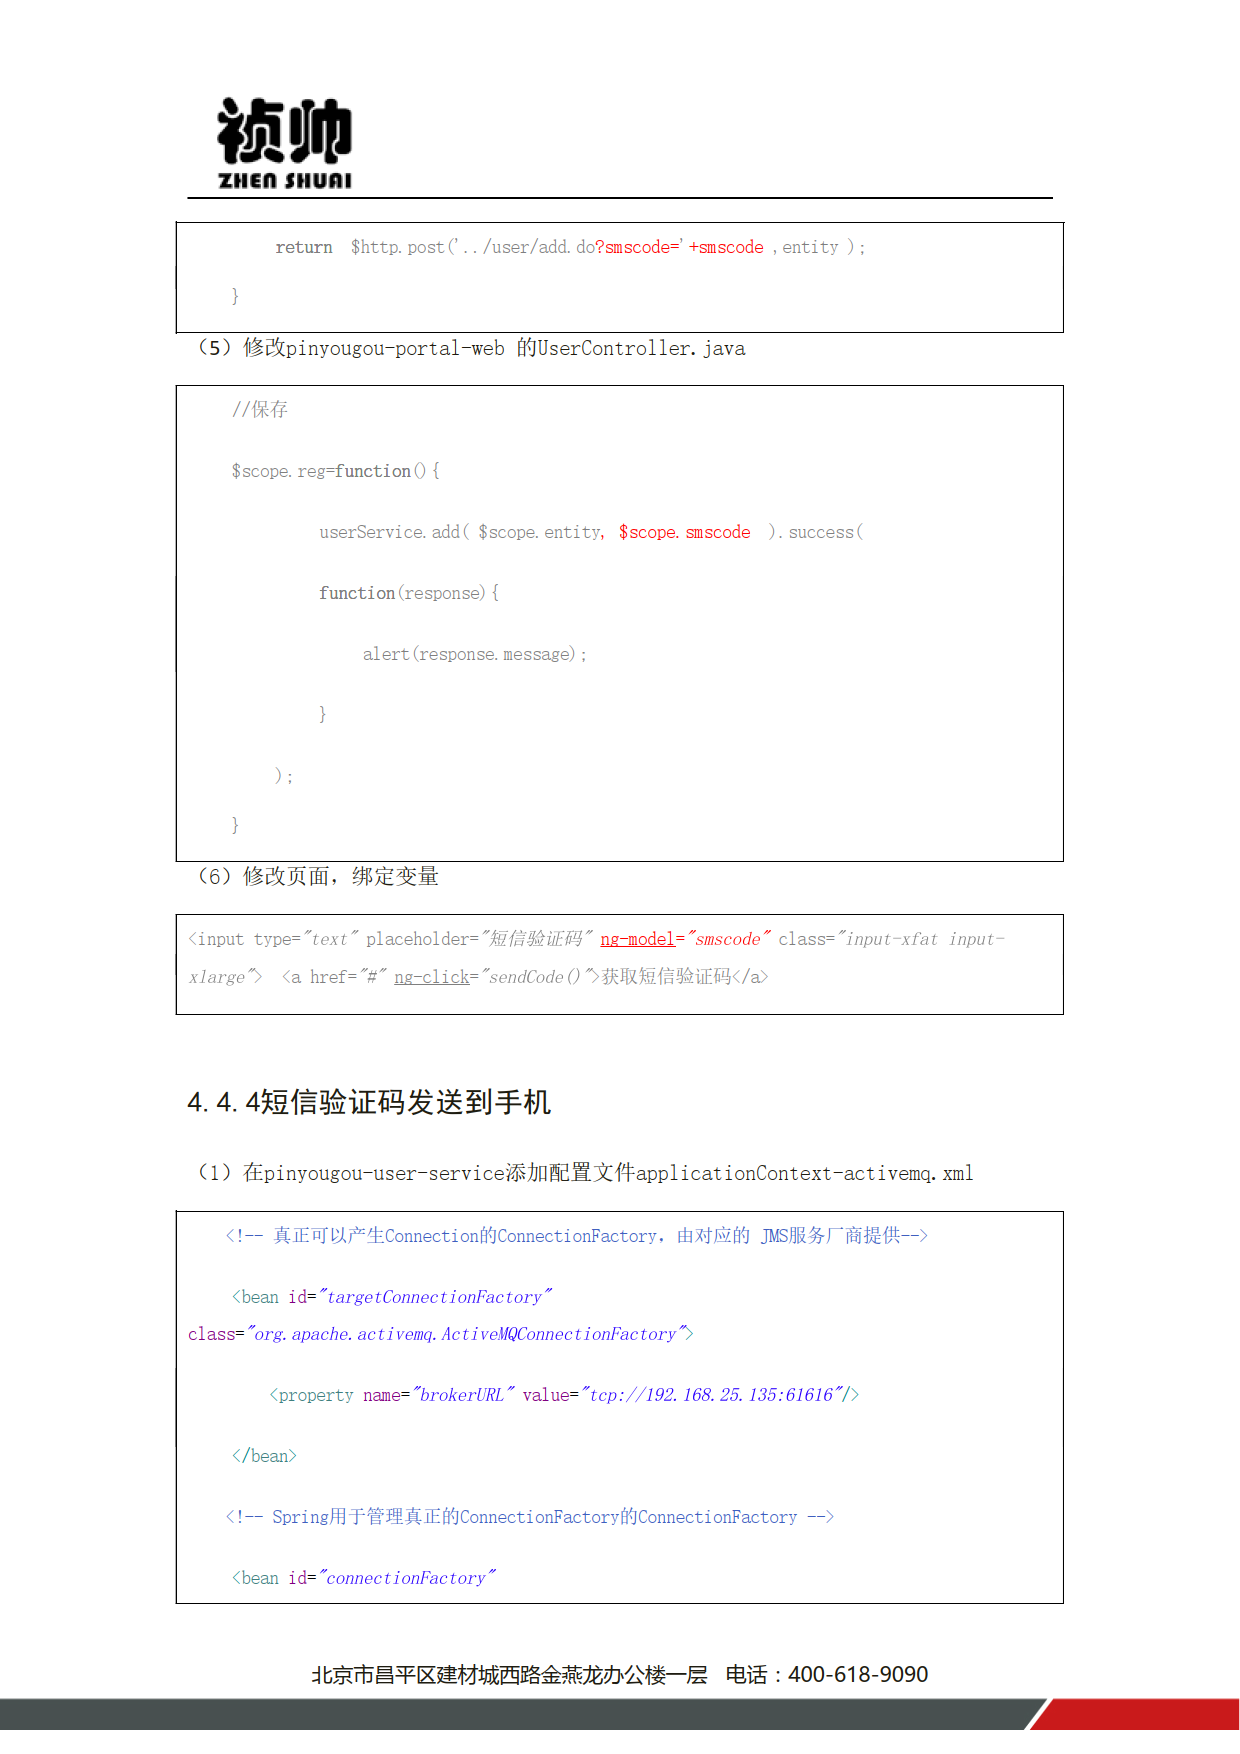 祯帅
ZHEN SHUAI
return $http.post('../user/add.do?smscode='+smscode ,entity );
}
（5）修改pinyougou-portal-web 的UserController.java
//保存
$scope.reg=function(){
userService.add( $scope.entity, $scope.smscode ).success(
function(response){
alert(response.message);
}
);
}
（6）修改页面，绑定变量
<input type="text" placeholder="短信验证码" ng-model="smscode" class="input-xfat input-
xlarge"> <a href="#" ng-click="sendCode()">获取短信验证码</a>
4.4.4短信验证码发送到手机
（1）在pinyougou-user-service添加配置文件applicationContext-activemq.xml
<!-- 真正可以产生Connection的ConnectionFactory，由对应的 JMS服务厂商提供-->
<bean id="targetConnectionFactory"
class="org.apache.activemq.ActiveMQConnectionFactory">
<property name="brokerURL" value="tcp://192.168.25.135:61616"/>
</bean>
<!-- Spring用于管理真正的ConnectionFactory的ConnectionFactory -->
<bean id="connectionFactory"
北京市昌平区建材城西路金燕龙办公楼一层 电话：400-618-9090